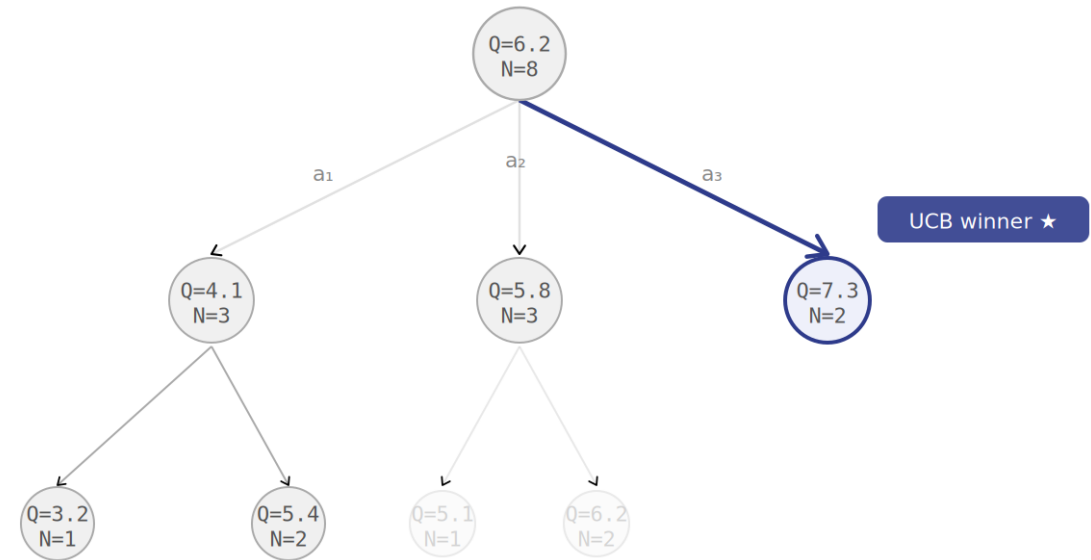 Q=6.2
N=8
a₁
a₂
a₃
UCB winner ★
Q=4.1
N=3
Q=5.8
N=3
Q=7.3
N=2
Q=3.2
N=1
Q=5.4
N=2
Q=5.1
N=1
Q=6.2
N=2